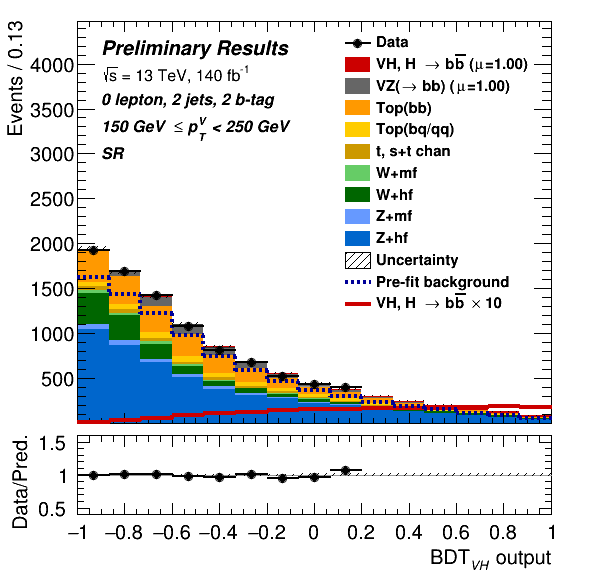 Events / 0.13
4000
3500
3000
2500
2000
1500
1000
500
Preliminary Results
√s = 13 TeV, 140 fb⁻¹
0 lepton, 2 jets, 2 b-tag
150 GeV ≤ p_T^V < 250 GeV
SR
Data
VH, H → bb̅ (μ=1.00)
VZ(→ bb) (μ=1.00)
Top(bb)
Top(bq/qq)
t, s+t chan
W+mf
W+hf
Z+mf
Z+hf
Uncertainty
Pre-fit background
VH, H → bb̅ × 10
Data/Pred.
1.5
1
0.5
−1 −0.8 −0.6 −0.4 −0.2 0 0.2 0.4 0.6 0.8 1
BDT_VH output